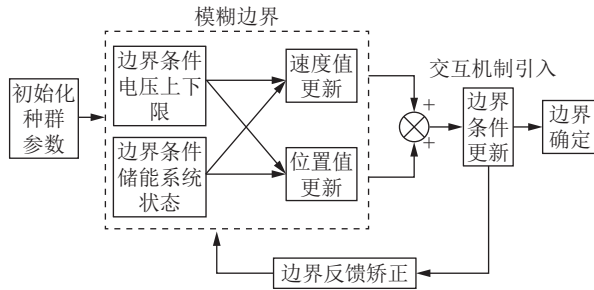 模糊边界
初始化
种群
参数
边界条件
电压上下
限
边界条件
储能系统
状态
速度值
更新
位置值
更新
+
+
交互机制引入
边界
条件
更新
边界
确定
边界反馈矫正